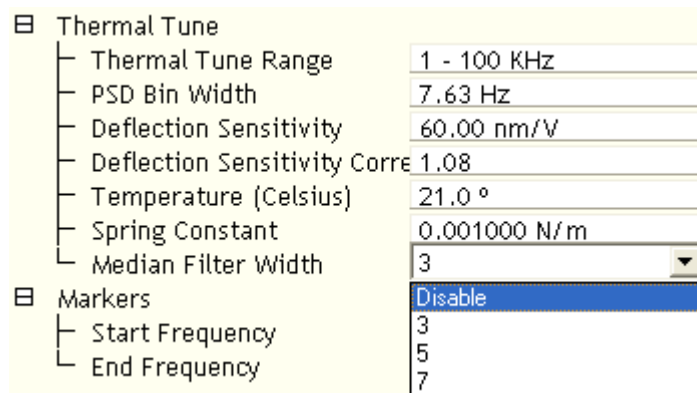 Thermal Tune
Thermal Tune Range 1 - 100 KHz
PSD Bin Width 7.63 Hz
Deflection Sensitivity 60.00 nm/V
Deflection Sensitivity Corre 1.08
Temperature (Celsius) 21.0 º
Spring Constant 0.001000 N/m
Median Filter Width 3
Markers Disable
Start Frequency 3
5
End Frequency 7